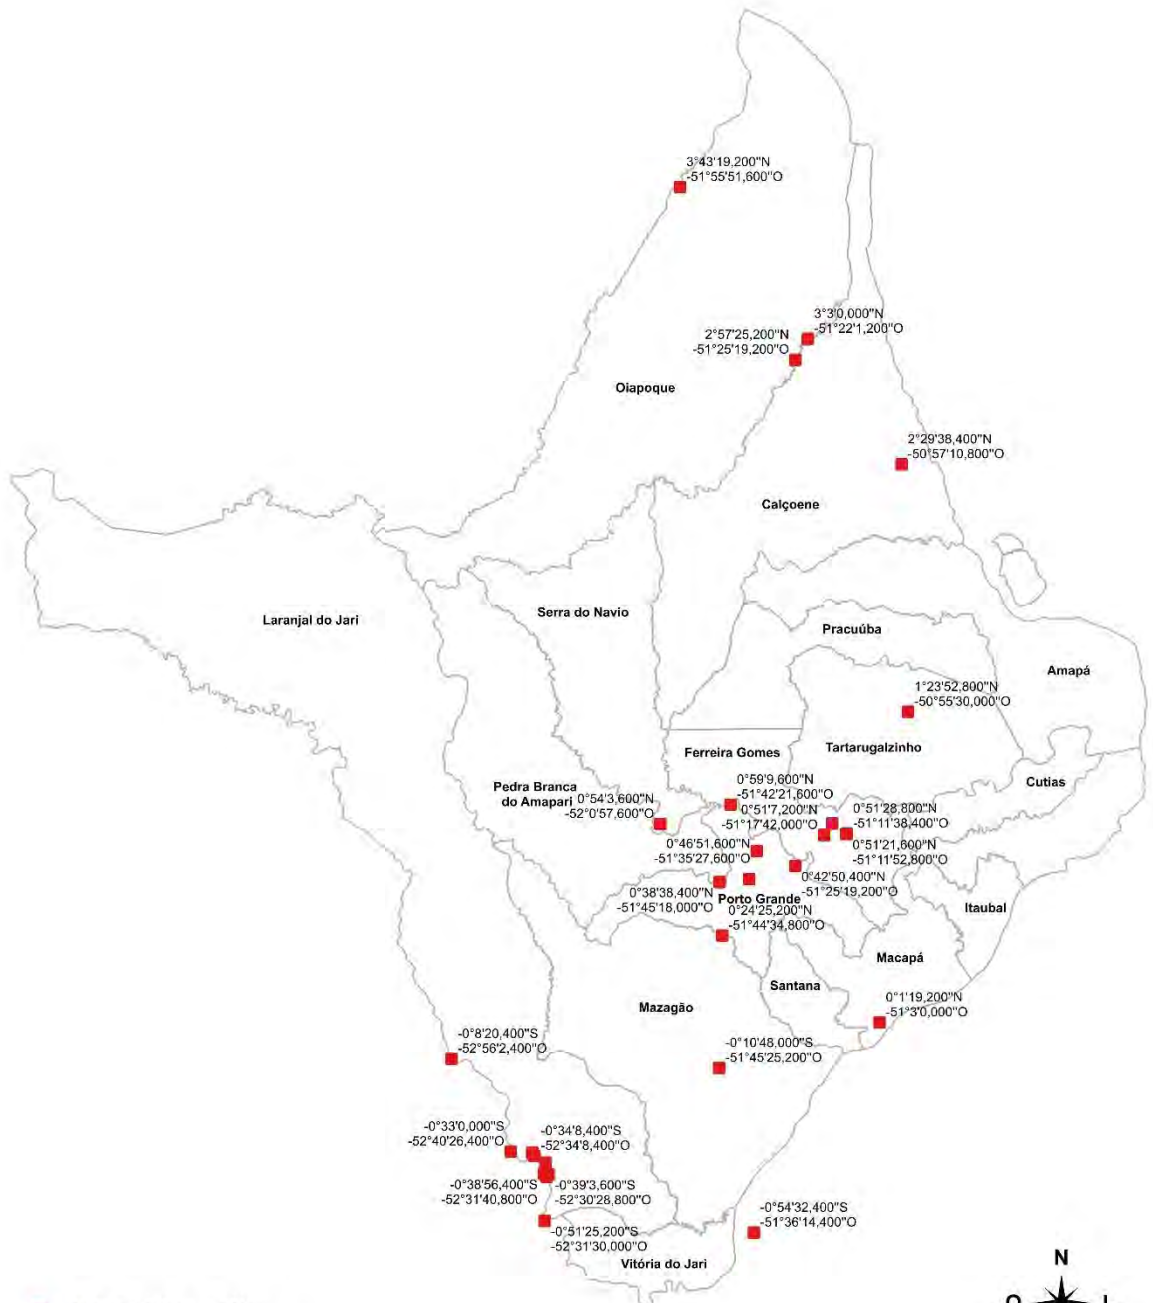 3°43'19,200"N
-51°55'51,600"O
3°3'0,000"N
-51°22'1,200"O
2°57'25,200"N
-51°25'19,200"O
Oiapoque
2°29'38,400"N
-50°57'10,800"O
Calçoene
Serra do Navio
Laranjal do Jari
Pracuúba
Amapá
1°23'52,800"N
-50°55'30,000"O
Tartarugalzinho
Ferreira Gomes
Cutias
0°59'9,600"N
-51°42'21,600"O
Pedra Branca
do Amapari
0°54'3,600"N
-52°0'57,600"O
0°51'7,200"N
-51°17'42,000"O
0°51'28,800"N
-51°11'38,400"O
0°46'51,600"N
-51°35'27,600"O
0°51'21,600"N
-51°11'52,800"O
0°42'50,400"N
-51°25'19,200"O
0°38'38,400"N
-51°45'18,000"O
Porto Grande
0°24'25,200"N
-51°44'34,800"O
Itaubal
Macapá
Santana
0°1'19,200"N
-51°3'0,000"O
Mazagão
-0°8'20,400"S
-52°56'2,400"O
-0°10'48,000"S
-51°45'25,200"O
-0°33'0,000"S
-52°40'26,400"O
-0°34'8,400"S
-52°34'8,400"O
-0°38'56,400"S
-52°31'40,800"O
-0°39'3,600"S
-52°30'28,800"O
-0°54'32,400"S
-51°36'14,400"O
-0°51'25,200"S
-52°31'30,000"O
Vitória do Jari
N
O
L